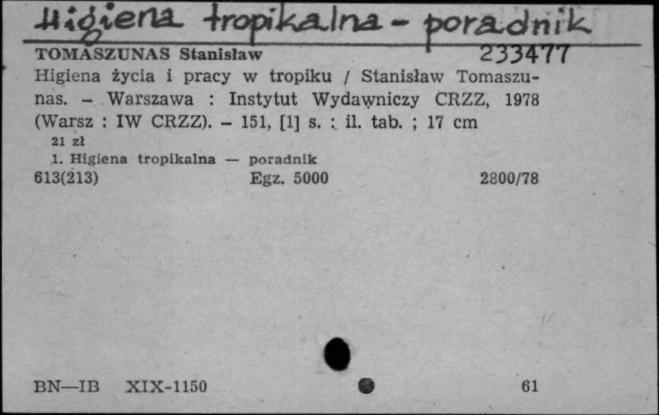 Higiena tropikalna - poradnik
TOMASZUNAS Stanisław 233477
Higiena życia i pracy w tropiku / Stanisław Tomaszu-
nas. - Warszawa : Instytut Wydawniczy CRZZ, 1978
(Warsz : IW CRZZ). - 151, [1] s. : il. tab. ; 17 cm
21 zł
1. Higiena tropikalna — poradnik
613(213) Egz. 5000 2800/78
BN—IB XIX-1150 61